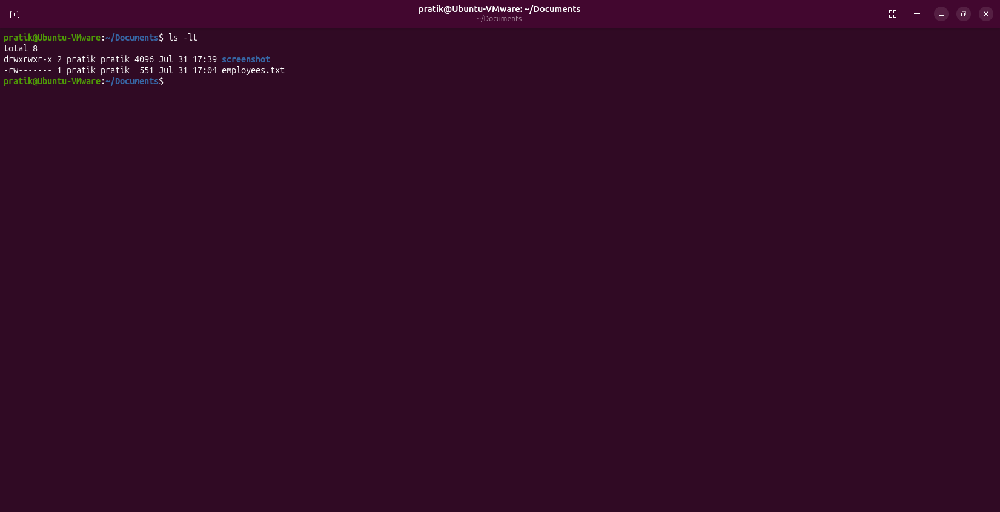 pratik@Ubuntu-VMware: ~/Documents
~/Documents
pratik@Ubuntu-VMware:~/Documents$ ls -lt
total 8
drwxrwxr-x 2 pratik pratik 4096 Jul 31 17:39 screenshot
-rw------- 1 pratik pratik  551 Jul 31 17:04 employees.txt
pratik@Ubuntu-VMware:~/Documents$